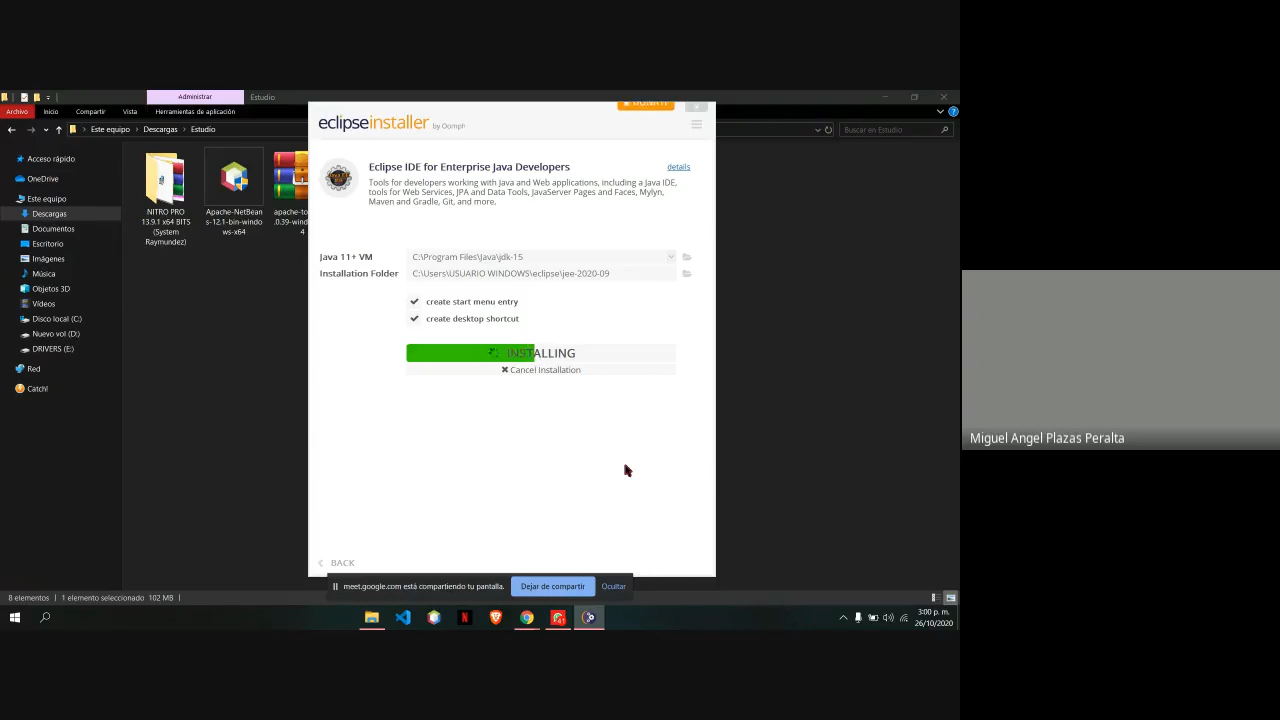 Administrar
Estudio
Archivo
Inicio
Compartir
Vista
Herramientas de aplicación
Este equipo
Descargas
Estudio
Buscar en Estudio
Acceso rápido
OneDrive
Este equipo
Descargas
Documentos
Escritorio
Imágenes
Música
Objetos 3D
Vídeos
Disco local (C:)
Nuevo vol (D:)
DRIVERS (E:)
Red
Catch!
NITRO PRO
13.9.1 x64 BITS
(System
Raymundez)
Apache-NetBean
s-12.1-bin-windo
ws-x64
apache-to
.0.39-wind
4
eclipseinstaller by Oomph
Eclipse IDE for Enterprise Java Developers
details
Tools for developers working with Java and Web applications, including a Java IDE,
tools for Web Services, JPA and Data Tools, JavaServer Pages and Faces, Mylyn,
Maven and Gradle, Git, and more.
Java 11+ VM
C:\Program Files\Java\jdk-15
Installation Folder
C:\Users\USUARIO WINDOWS\eclipse\jee-2020-09
create start menu entry
create desktop shortcut
INSTALLING
Cancel Installation
BACK
meet.google.com está compartiendo tu pantalla.
Dejar de compartir
Ocultar
8 elementos
1 elemento seleccionado 102 MB
3:00 p. m.
26/10/2020
Miguel Angel Plazas Peralta